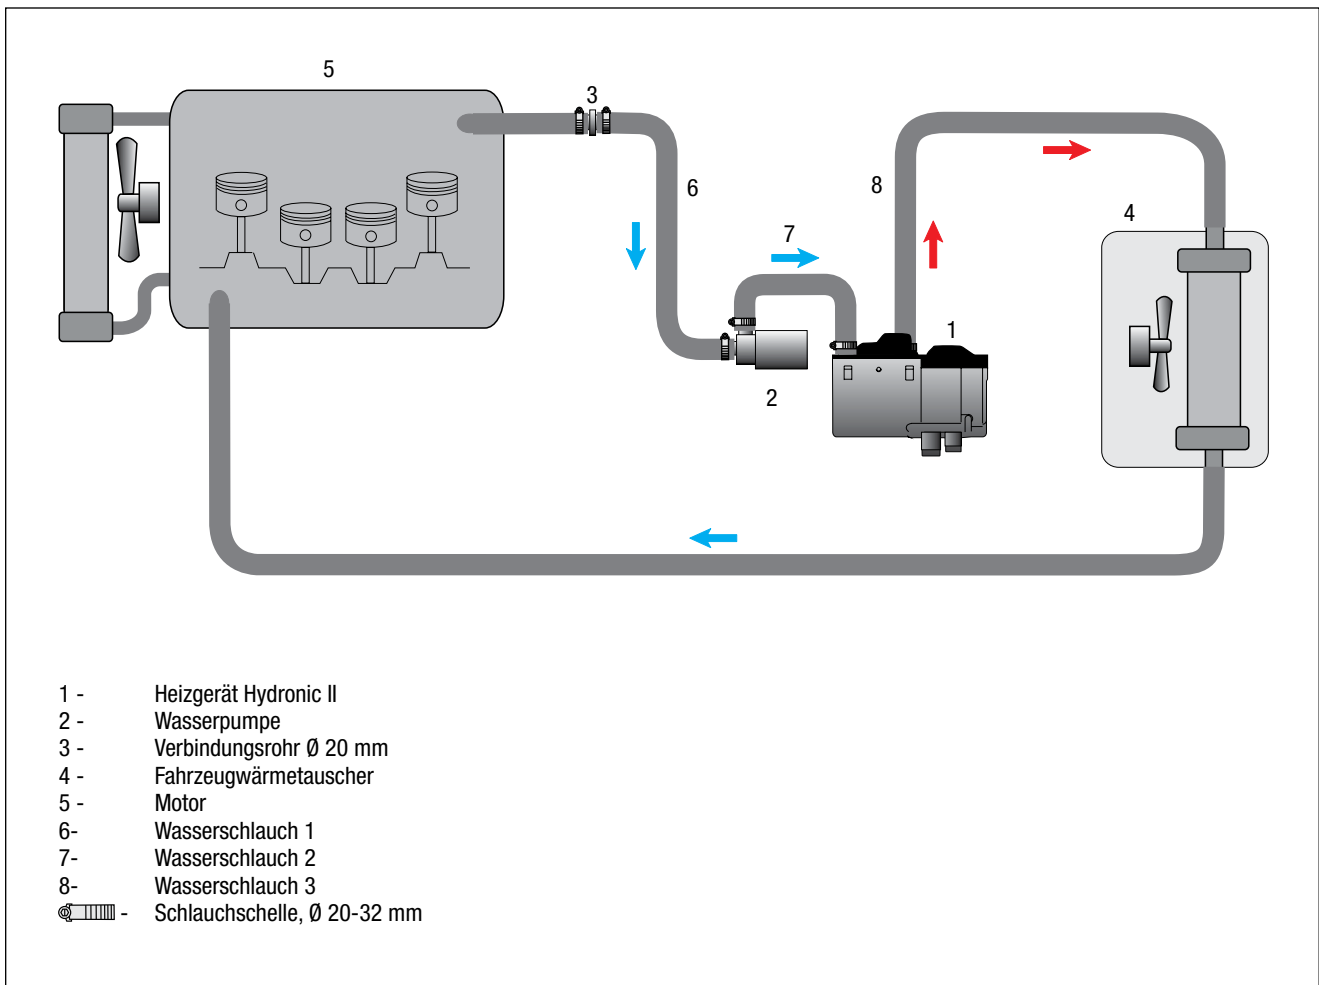 5
3
6
8
7
4
1
2
1 - Heizgerät Hydronic II
2 - Wasserpumpe
3 - Verbindungsrohr Ø 20 mm
4 - Fahrzeugwärmetauscher
5 - Motor
6- Wasserschlauch 1
7- Wasserschlauch 2
8- Wasserschlauch 3
- Schlauchschelle, Ø 20-32 mm